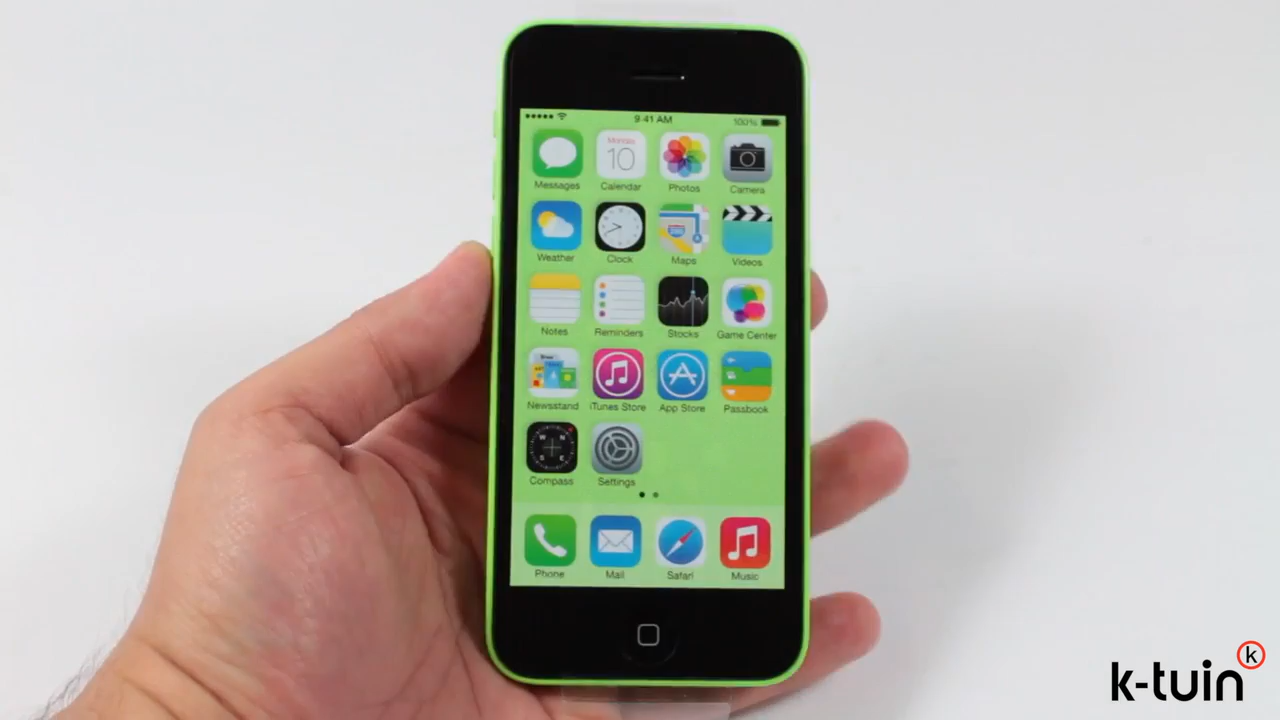 9:41 AM 100%
Monday
10
Messages Calendar Photos Camera
280
Weather Clock Maps Videos
Notes Reminders Stocks Game Center
Newsstand iTunes Store App Store Passbook
Compass Settings
Phone Mail Safari Music
k-tuin k